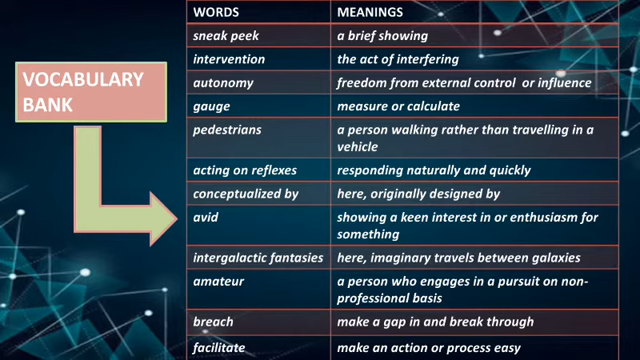 VOCABULARY
BANK
WORDS MEANINGS
sneak peek a brief showing
intervention the act of interfering
autonomy freedom from external control or influence
gauge measure or calculate
pedestrians a person walking rather than travelling in a
vehicle
acting on reflexes responding naturally and quickly
conceptualized by here, originally designed by
avid showing a keen interest in or enthusiasm for
something
intergalactic fantasies here, imaginary travels between galaxies
amateur a person who engages in a pursuit on non-
professional basis
breach make a gap in and break through
facilitate make an action or process easy